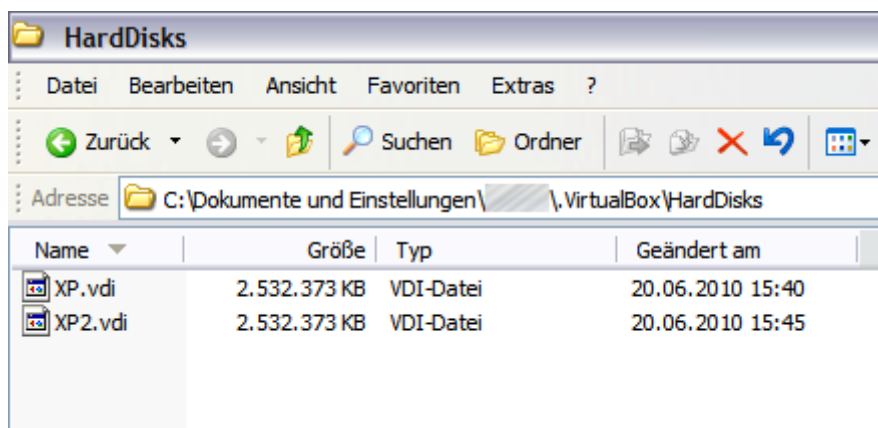 HardDisks
Datei Bearbeiten Ansicht Favoriten Extras ?
Zurück Suchen Ordner
Adresse C:\Dokumente und Einstellungen\ \.VirtualBox\HardDisks
Name Größe Typ Geändert am
XP.vdi 2.532.373 KB VDI-Datei 20.06.2010 15:40
XP2.vdi 2.532.373 KB VDI-Datei 20.06.2010 15:45